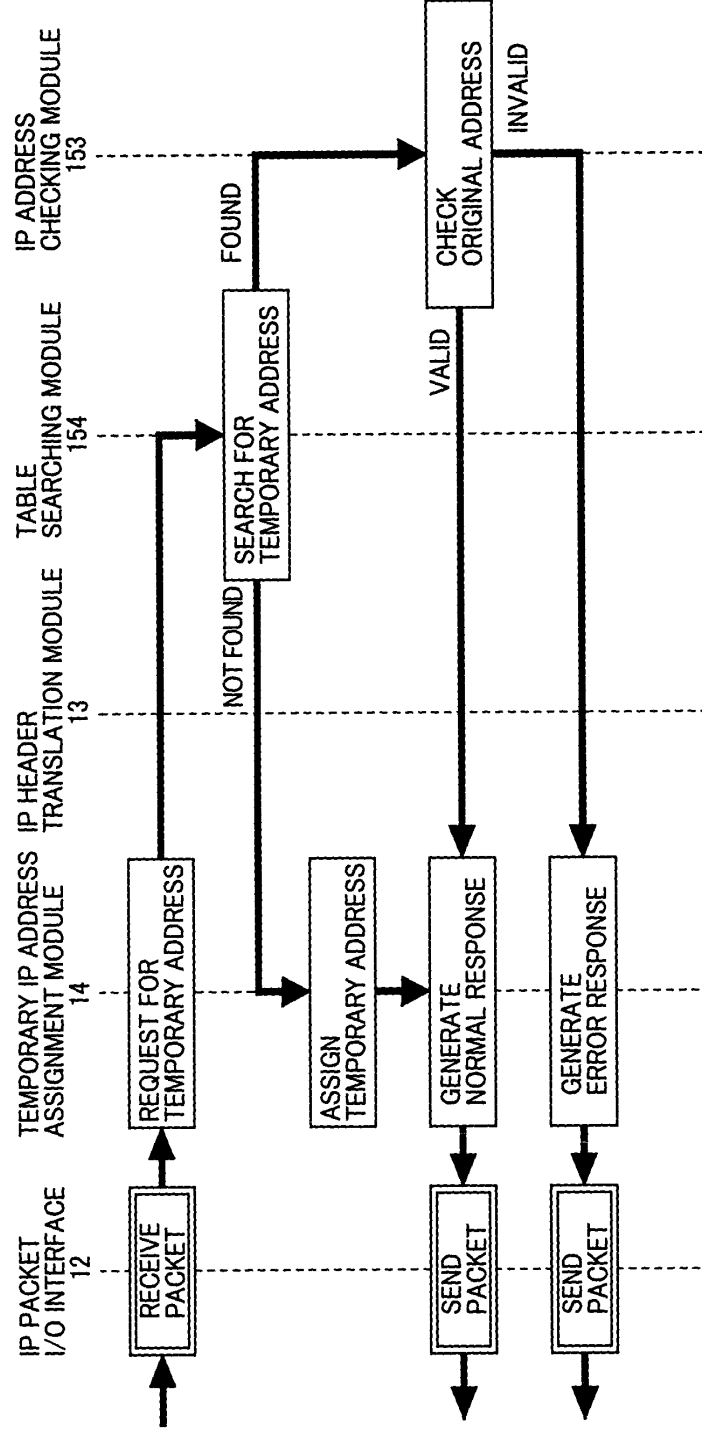 IP PACKET
I/O INTERFACE
12
TEMPORARY IP ADDRESS
ASSIGNMENT MODULE
14
IP HEADER
TRANSLATION MODULE
13
TABLE
SEARCHING MODULE
154
IP ADDRESS
CHECKING MODULE
153
RECEIVE
PACKET
REQUEST FOR
TEMPORARY ADDRESS
NOT FOUND
SEARCH FOR
TEMPORARY ADDRESS
FOUND
ASSIGN
TEMPORARY ADDRESS
SEND
PACKET
GENERATE
NORMAL RESPONSE
VALID
CHECK
ORIGINAL ADDRESS
INVALID
SEND
PACKET
GENERATE
ERROR RESPONSE